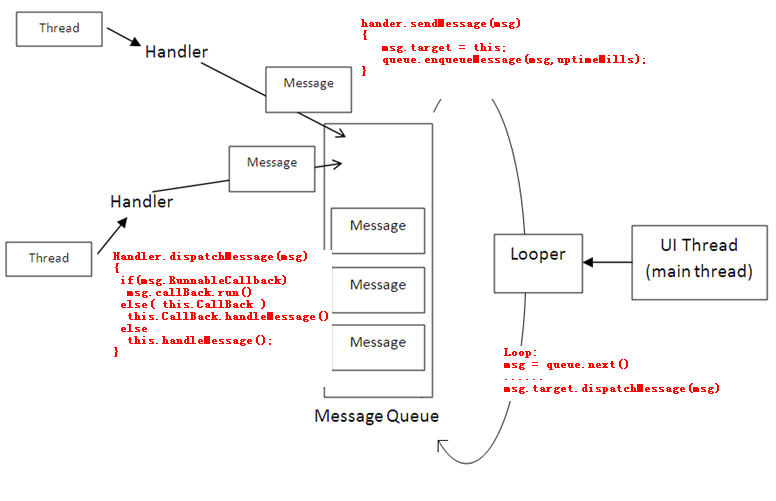 Thread
Handler
hander.sendMessage(msg)
{
msg.target = this;
queue.enqueueMessage(msg,uptimeMills);
}
Message
Message
Handler
Thread
Handler.dispatchMessage(msg)
{
if(msg.RunnableCallback)
msg.callBack.run()
else( this.CallBack )
this.CallBack.handleMessage()
else
this.handleMessage();
}
Message
Message
Message
Message Queue
Looper
UI Thread
(main thread)
Loop:
msg = queue.next()
......
msg.target.dispatchMessage(msg)